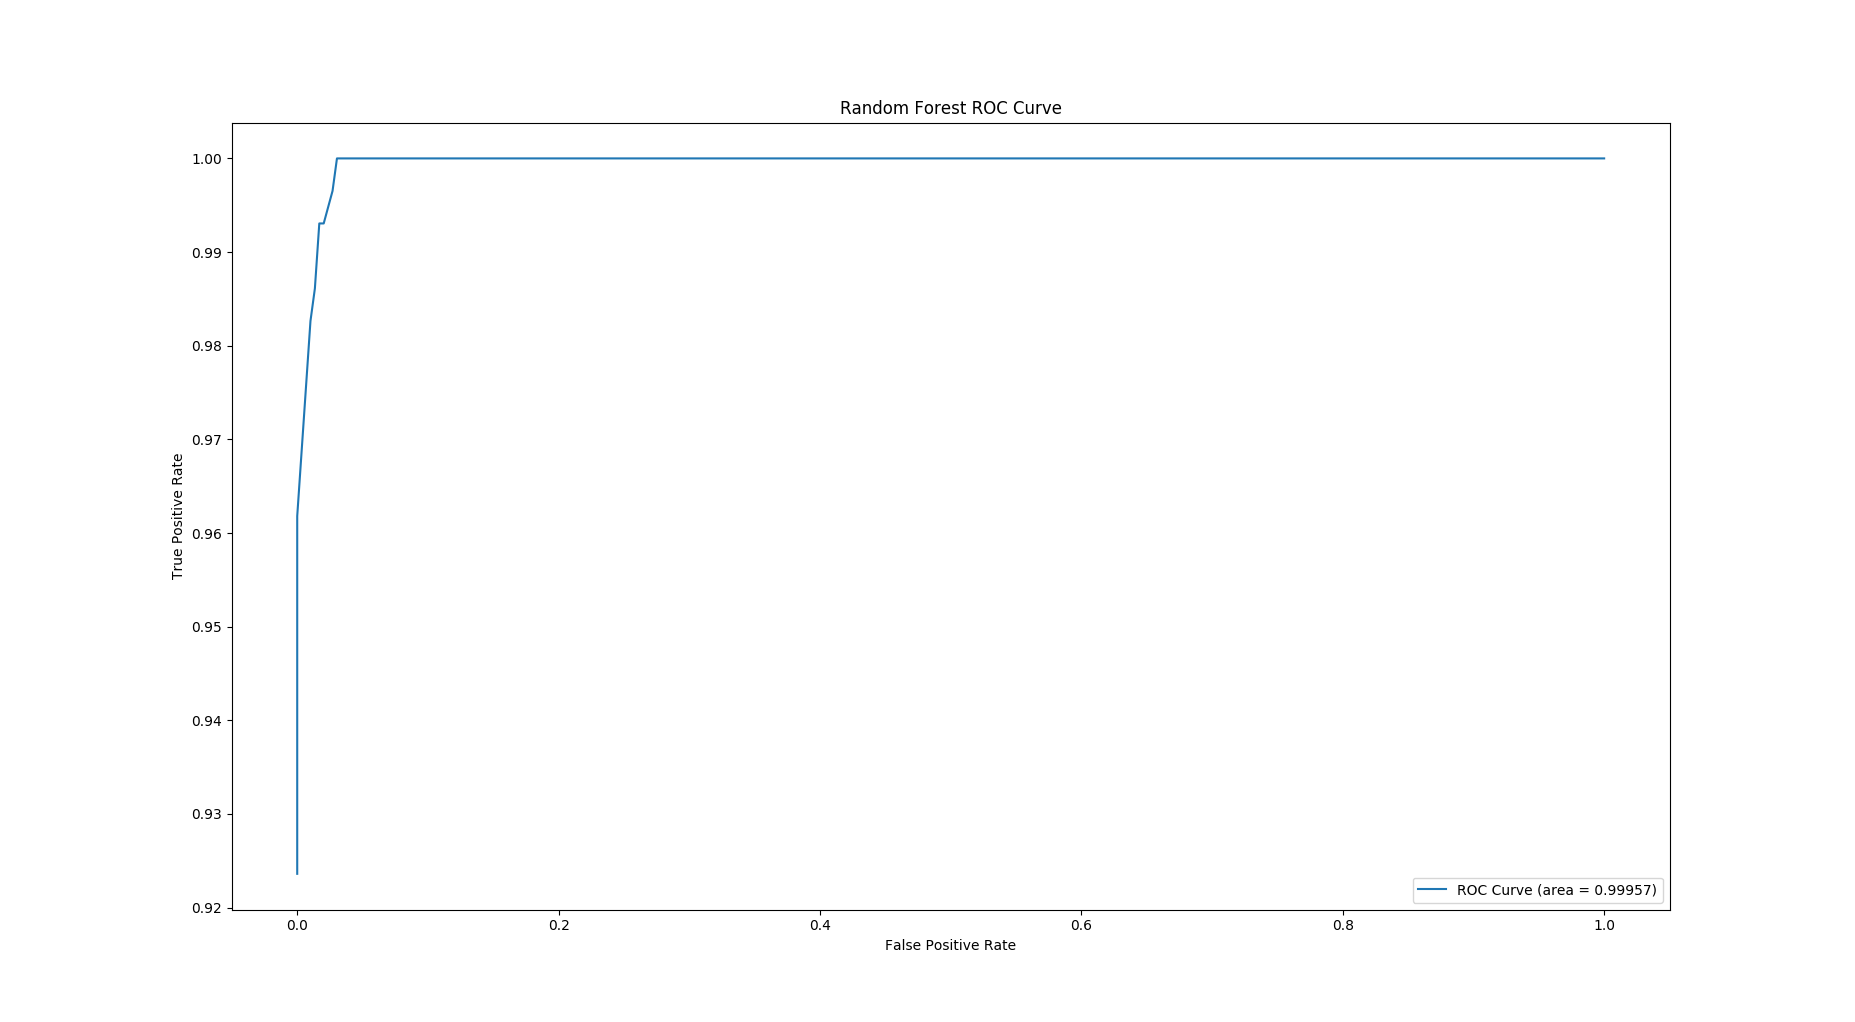 Random Forest ROC Curve
1.00
0.99
0.98
0.97
0.96
0.95
0.94
0.93
0.92
True Positive Rate
ROC Curve (area = 0.99957)
0.0 0.2 0.4 0.6 0.8 1.0
False Positive Rate